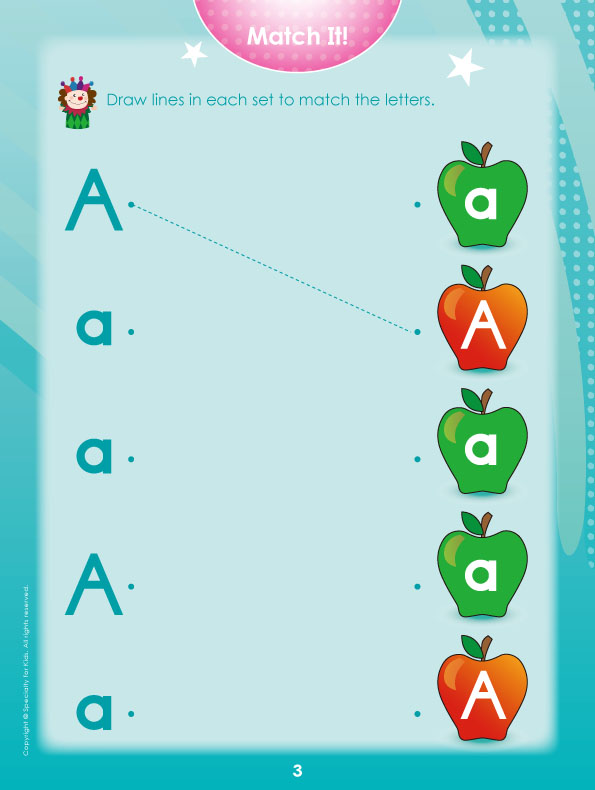 Match It!
Draw lines in each set to match the letters.
A a
a A
a a
A a
a A
Copyright © Specialty for Kids. All rights reserved.
3